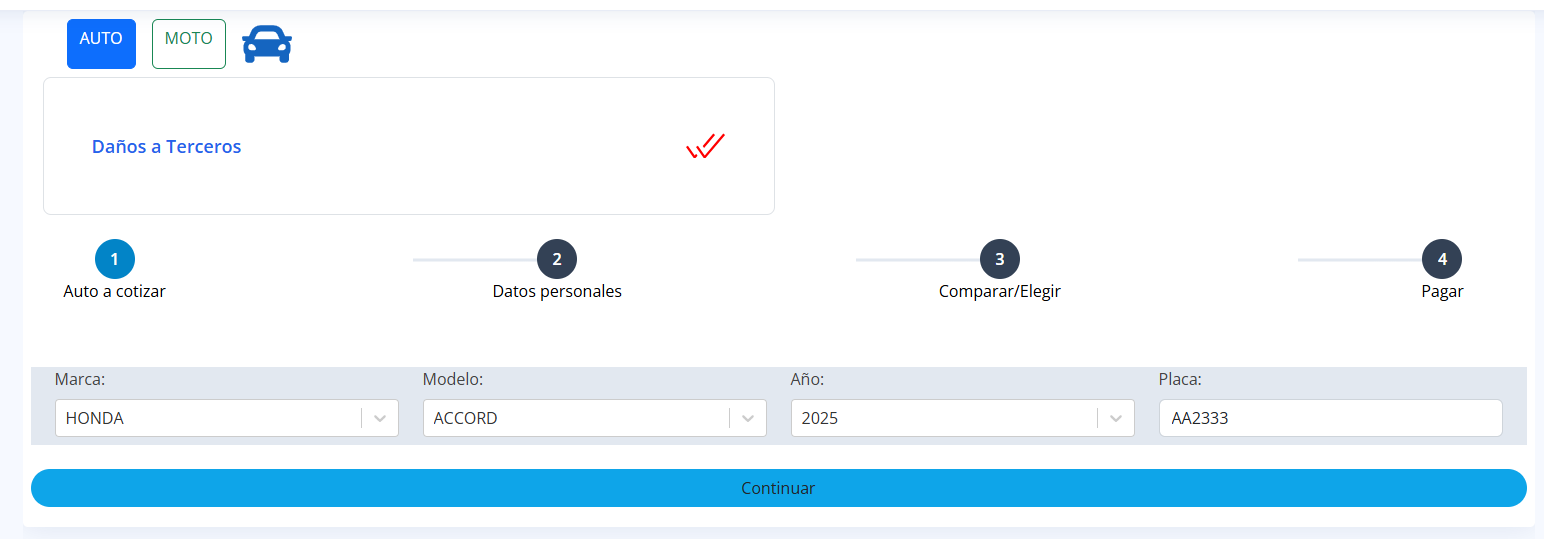 AUTO MOTO
Daños a Terceros
1 2 3 4
Auto a cotizar Datos personales Comparar/Elegir Pagar
Marca: Modelo: Año: Placa:
HONDA ACCORD 2025 AA2333
Continuar